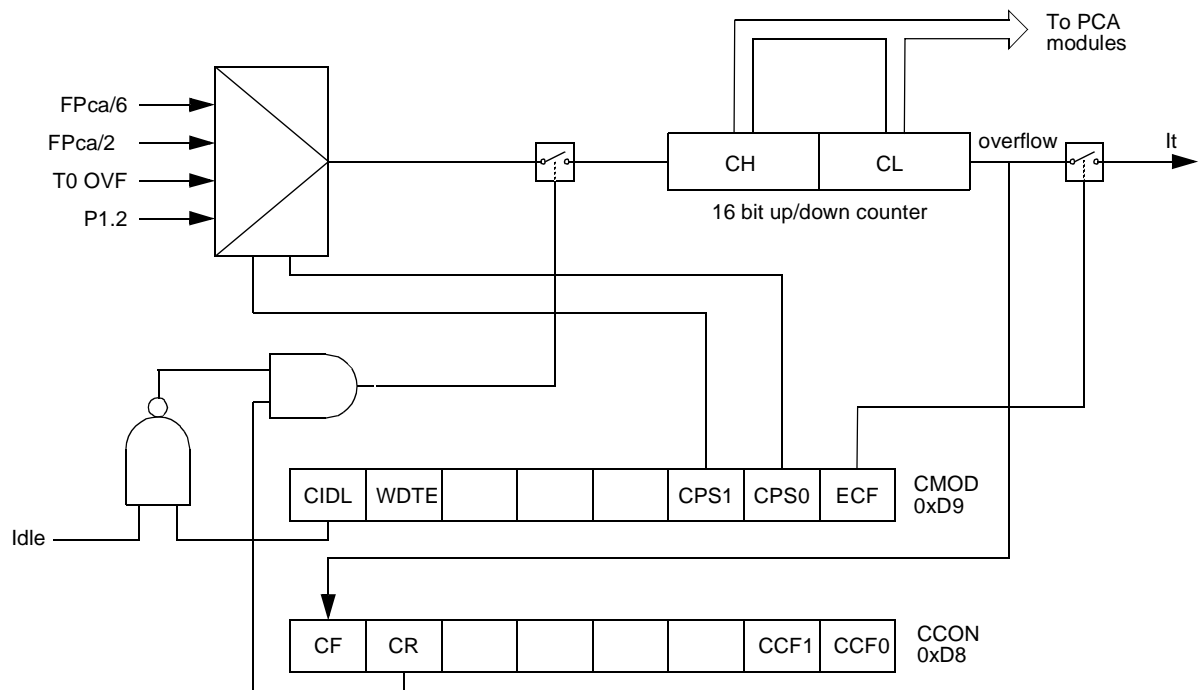 To PCA
modules
FPca/6
FPca/2
T0 OVF
P1.2
CH
CL
overflow
It
16 bit up/down counter
CIDL
WDTE
CPS1
CPS0
ECF
CMOD
0xD9
Idle
CF
CR
CCF1
CCF0
CCON
0xD8